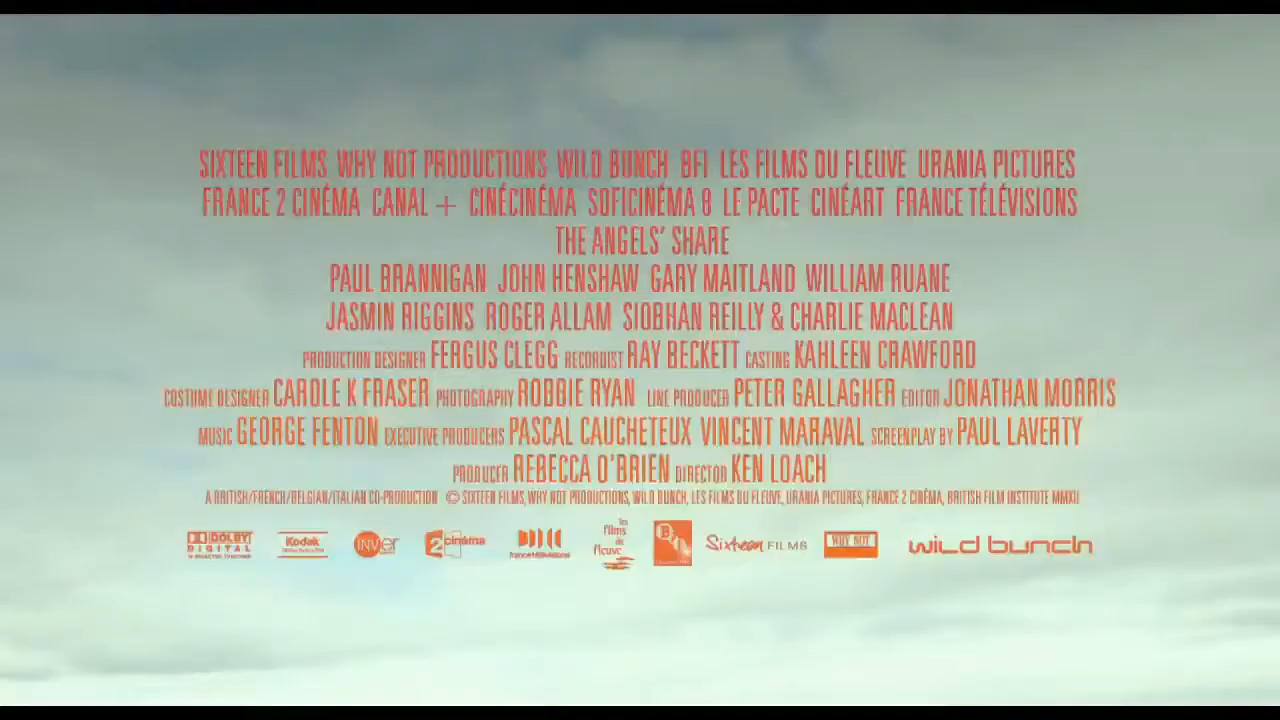 SIXTEEN FILMS WHY NOT PRODUCTIONS WILD BUNCH BFI LES FILMS DU FLEUVE URANIA PICTURES
FRANCE 2 CINÉMA CANAL + CINÉCINÉMA SOFICINÉMA 8 LE PACTE CINÉART FRANCE TÉLÉVISIONS
THE ANGELS' SHARE
PAUL BRANNIGAN JOHN HENSHAW GARY MAITLAND WILLIAM RUANE
JASMIN RIGGINS ROGER ALLAM SIOBHAN REILLY & CHARLIE MACLEAN
PRODUCTION DESIGNER FERGUS CLEGG RECORDIST RAY BECKETT CASTING KAHLEEN CRAWFORD
COSTUME DESIGNER CAROLE K FRASER PHOTOGRAPHY ROBBIE RYAN LINE PRODUCER PETER GALLAGHER EDITOR JONATHAN MORRIS
MUSIC GEORGE FENTON EXECUTIVE PRODUCERS PASCAL CAUCHETEUX VINCENT MARAVAL SCREENPLAY BY PAUL LAVERTY
PRODUCER REBECCA O'BRIEN DIRECTOR KEN LOACH
A BRITISH/FRENCH/BELGIAN/ITALIAN CO-PRODUCTION © SIXTEEN FILMS, WHY NOT PRODUCTIONS, WILD BUNCH, LES FILMS DU FLEUVE, URANIA PICTURES, FRANCE 2 CINÉMA, BRITISH FILM INSTITUTE MMXII
DOLBY DIGITAL Kodak INVer 2 cinéma francetélévisions les films du fleuve BFI Sixteen FILMS WHY NOT wild bunch